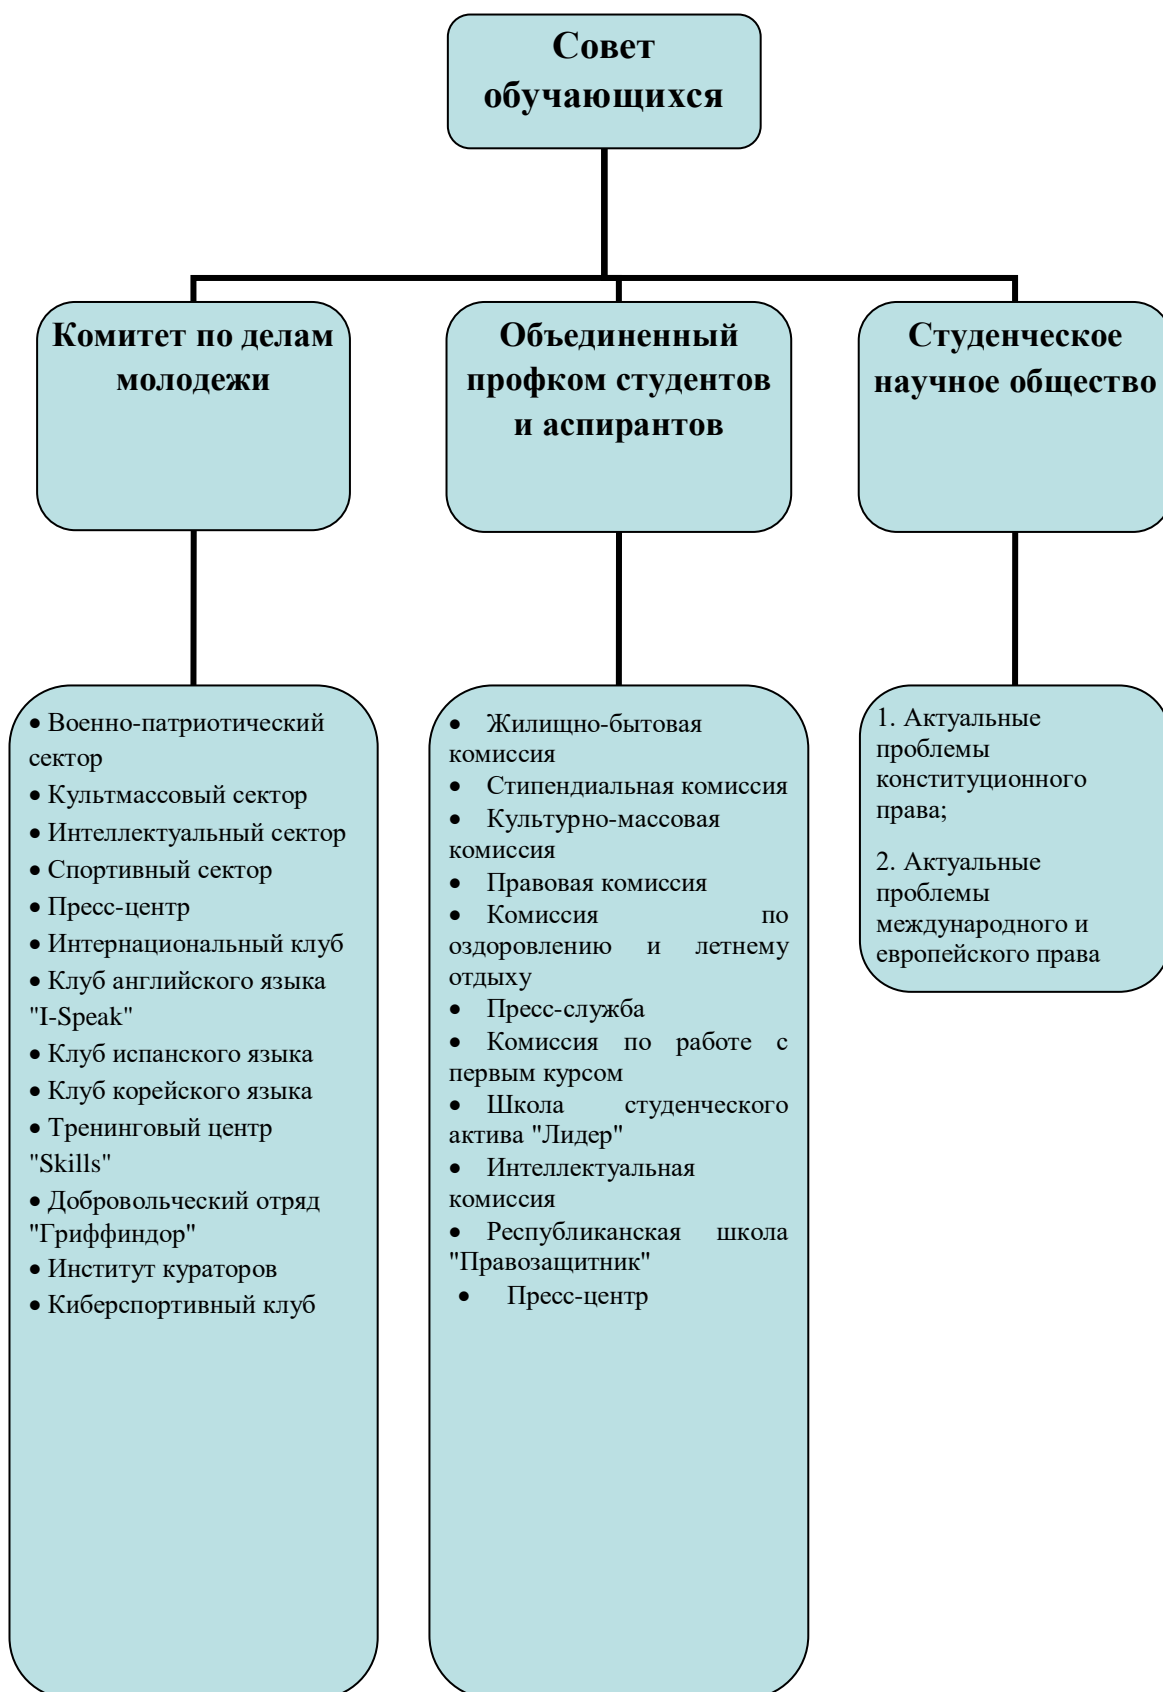 Совет
обучающихся
Комитет по делам
молодежи
Объединенный
профком студентов
и аспирантов
Студенческое
научное общество
• Военно-патриотический
сектор
• Культмассовый сектор
• Интеллектуальный сектор
• Спортивный сектор
• Пресс-центр
• Интернациональный клуб
• Клуб английского языка
"I-Speak"
• Клуб испанского языка
• Клуб корейского языка
• Тренинговый центр
"Skills"
• Добровольческий отряд
"Гриффиндор"
• Институт кураторов
• Киберспортивный клуб
• Жилищно-бытовая
комиссия
• Стипендиальная комиссия
• Культурно-массовая
комиссия
• Правовая комиссия
• Комиссия по
оздоровлению и летнему
отдыху
• Пресс-служба
• Комиссия по работе с
первым курсом
• Школа студенческого
актива "Лидер"
• Интеллектуальная
комиссия
• Республиканская школа
"Правозащитник"
• Пресс-центр
1. Актуальные
проблемы
конституционного
права;
2. Актуальные
проблемы
международного и
европейского права